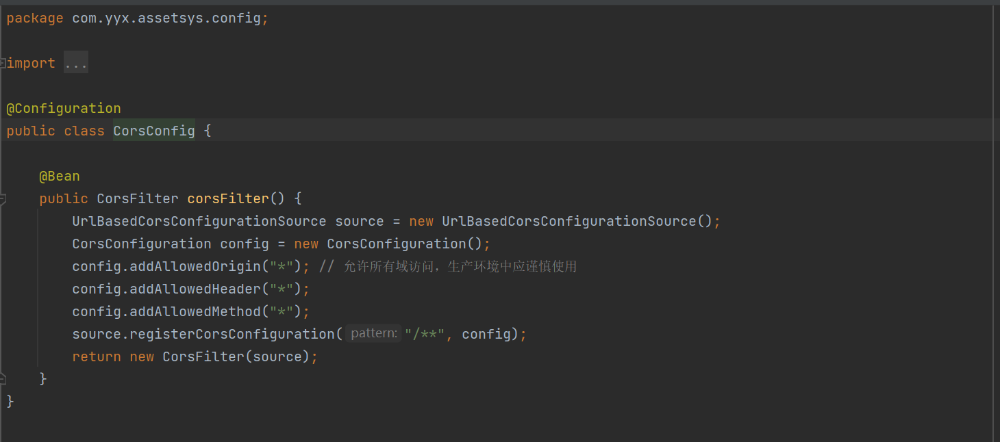 package com.yyx.assetsys.config;
import ...
@Configuration
public class CorsConfig {
@Bean
public CorsFilter corsFilter() {
UrlBasedCorsConfigurationSource source = new UrlBasedCorsConfigurationSource();
CorsConfiguration config = new CorsConfiguration();
config.addAllowedOrigin("*"); // 允许所有域访问，生产环境中应谨慎使用
config.addAllowedHeader("*");
config.addAllowedMethod("*");
source.registerCorsConfiguration( pattern: "/**", config);
return new CorsFilter(source);
}
}